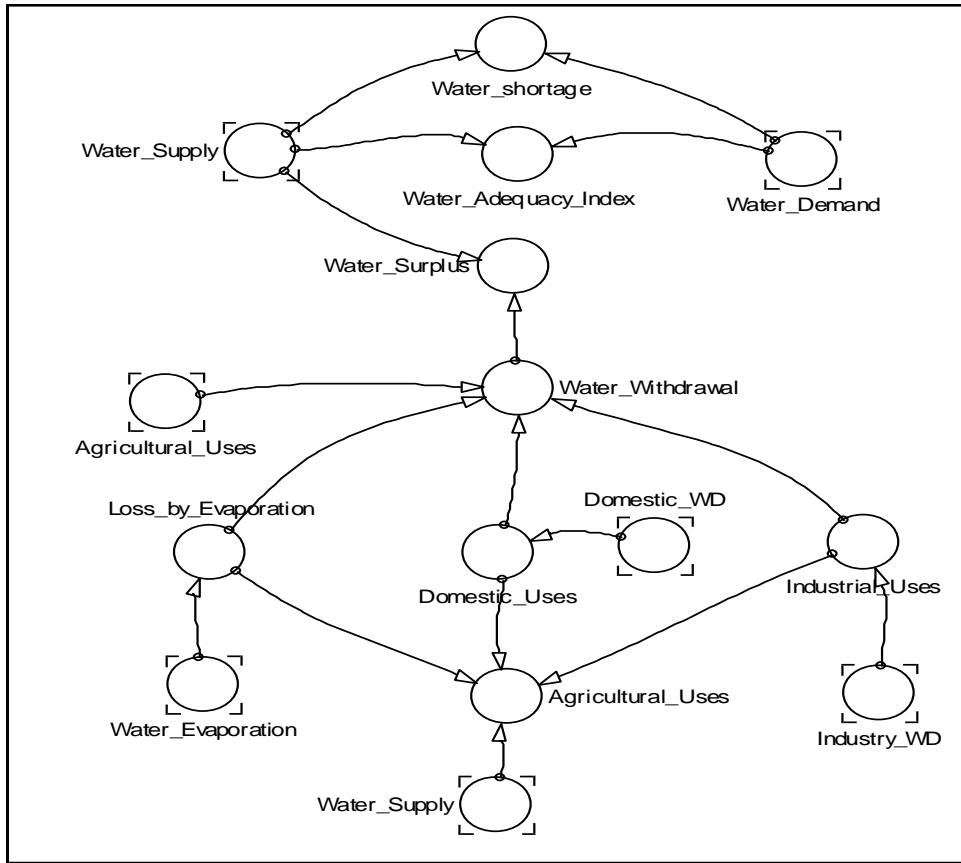 Water_shortage
Water_Supply
Water_Adequacy_Index
Water_Demand
Water_Surplus
Water_Withdrawal
Agricultural_Uses
Loss_by_Evaporation
Domestic_WD
Domestic_Uses
Industrial_Uses
Agricultural_Uses
Water_Evaporation
Industry_WD
Water_Supply